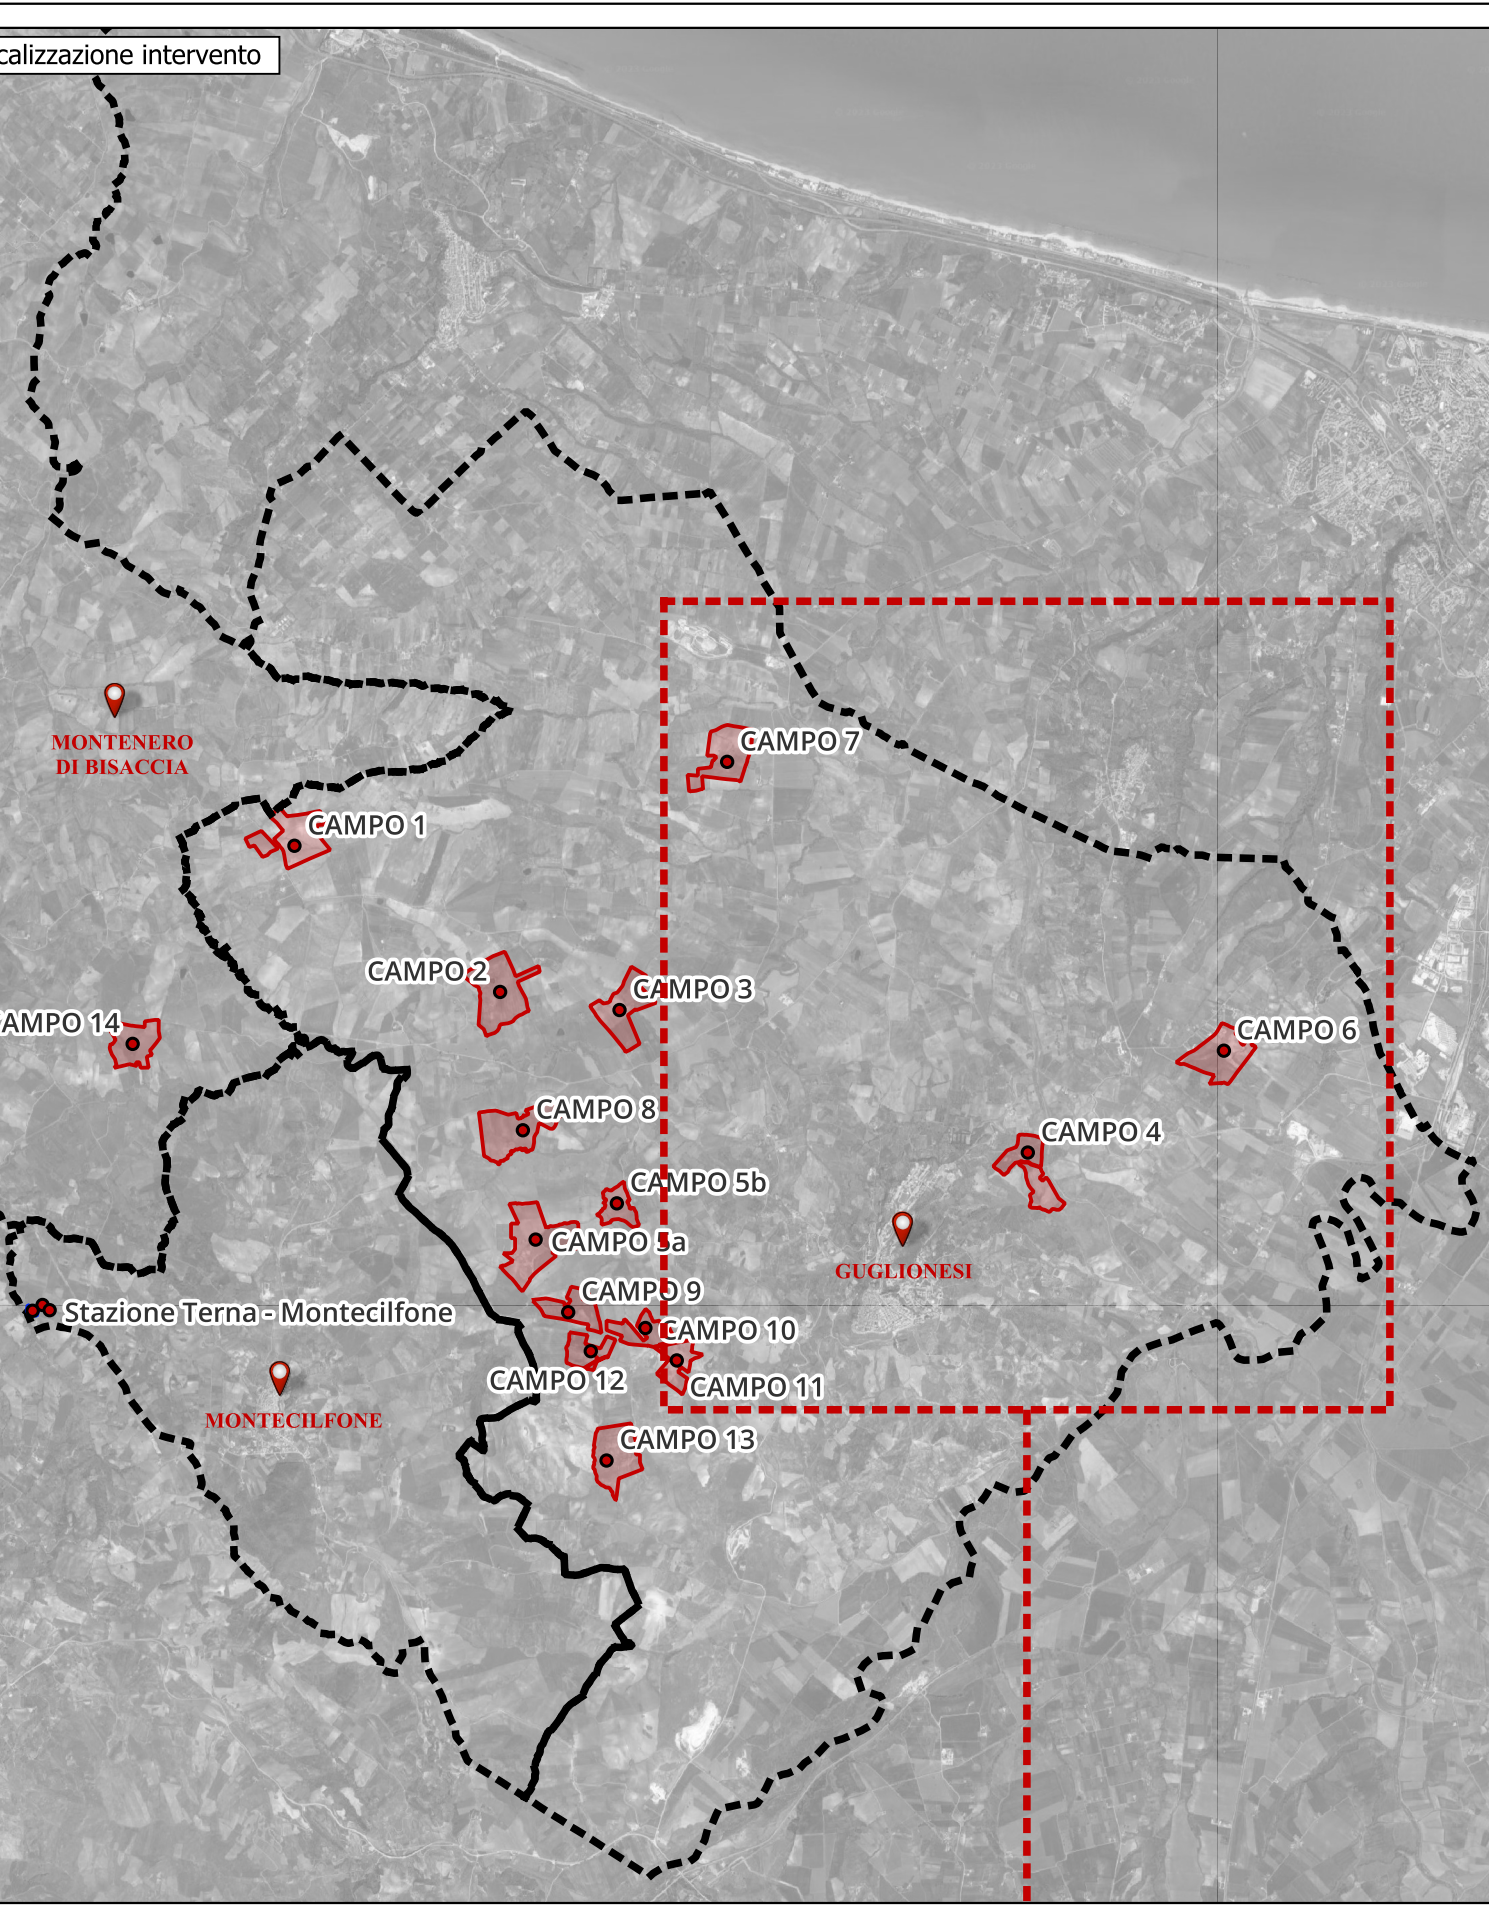 calizzazione intervento
MONTENERO
DI BISACCIA
CAMPO 7
CAMPO 1
CAMPO 2
CAMPO 3
AMPO 14
CAMPO 6
CAMPO 8
CAMPO 4
CAMPO 5b
CAMPO 5a
GUGLIONESI
CAMPO 9
Stazione Terna - Montecilfone
CAMPO 10
CAMPO 12
CAMPO 11
MONTECILFONE
CAMPO 13